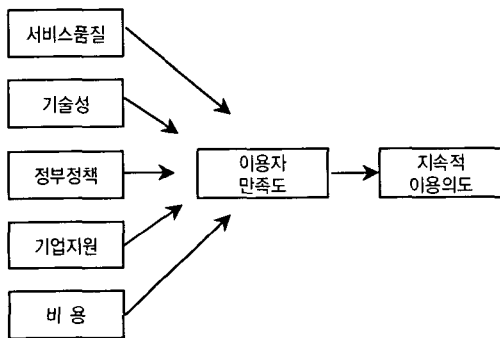 서비스품질
기술성
정부정책
기업지원
비 용
이용자
만족도
지속적
이용의도